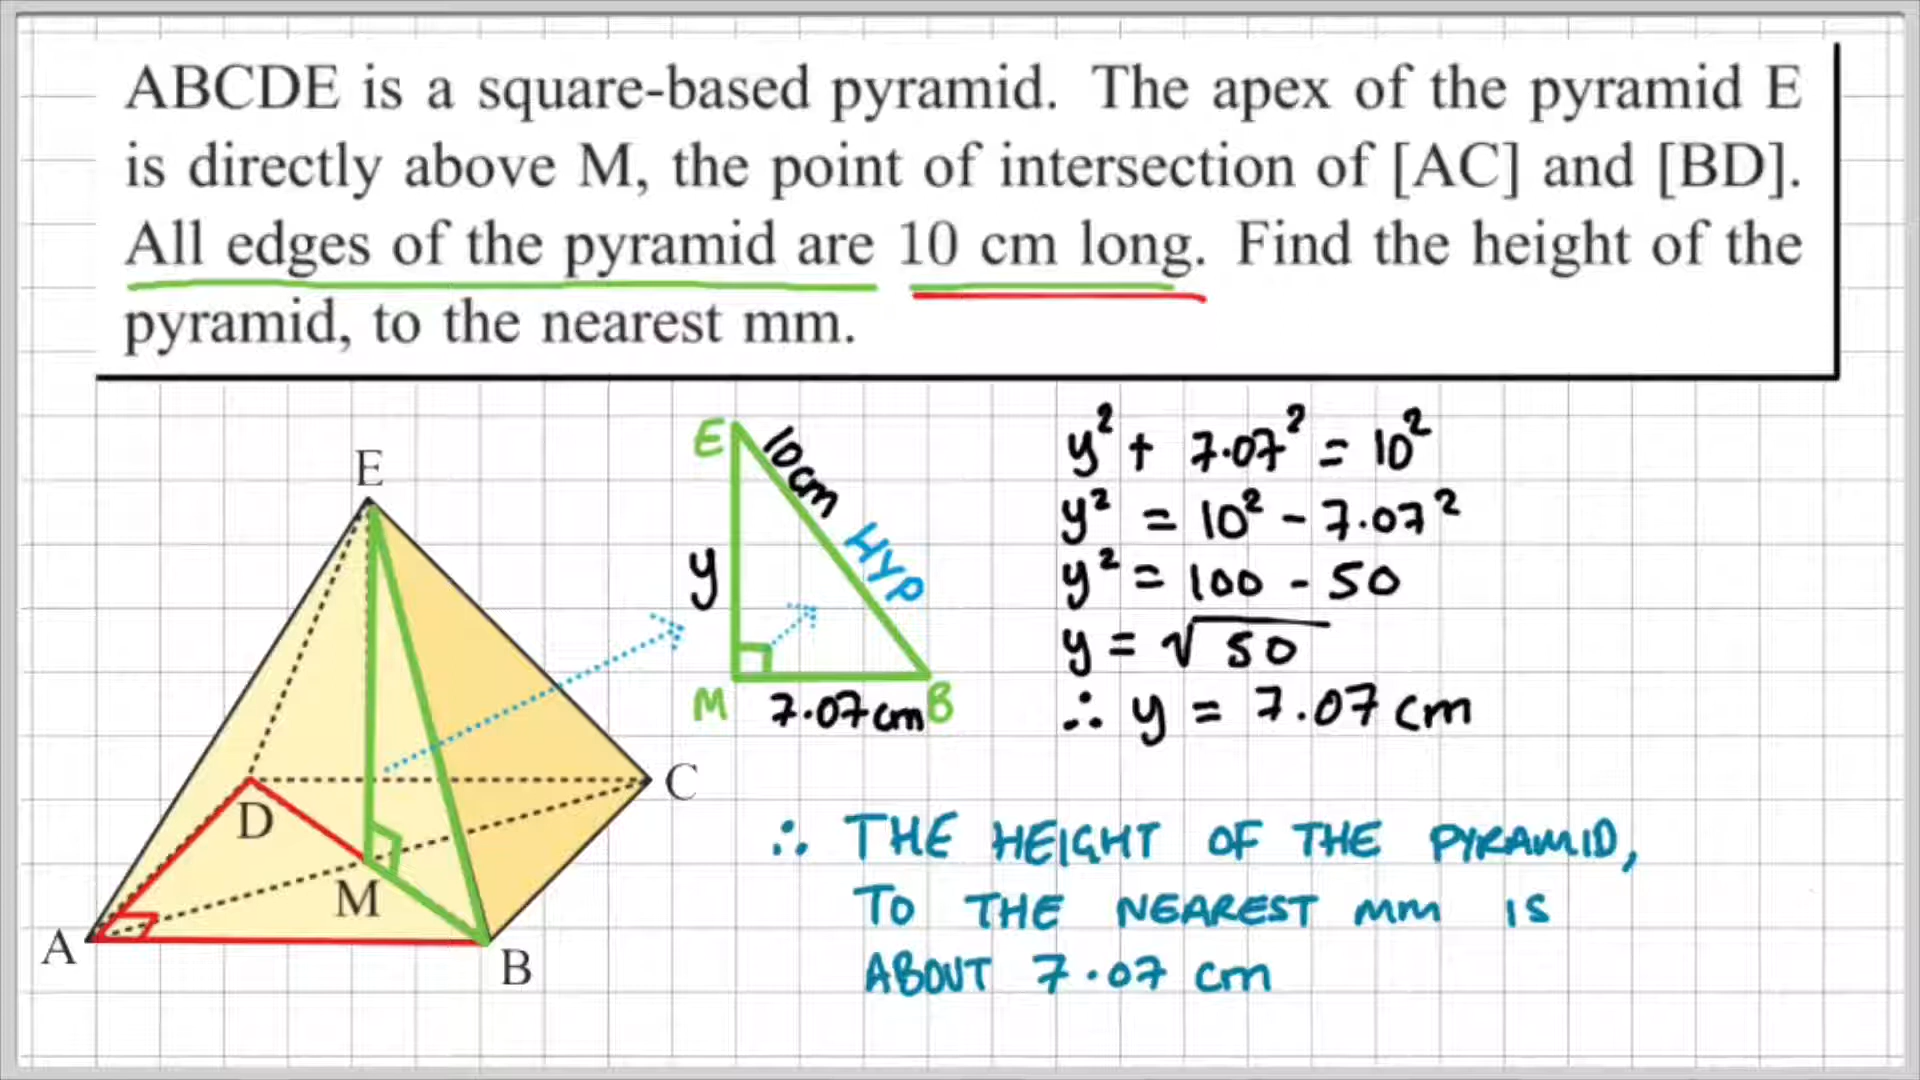 ABCDE is a square-based pyramid. The apex of the pyramid E
is directly above M, the point of intersection of [AC] and [BD].
All edges of the pyramid are 10 cm long. Find the height of the
pyramid, to the nearest mm.
E
D
C
M
A
B
E
10cm
HYP
y
M
7.07cm
B
y² + 7.07² = 10²
y² = 10² - 7.07²
y² = 100 - 50
y = √50
∴ y = 7.07 cm
∴ THE HEIGHT OF THE PYRAMID,
TO THE NEAREST mm IS
ABOUT 7.07 cm